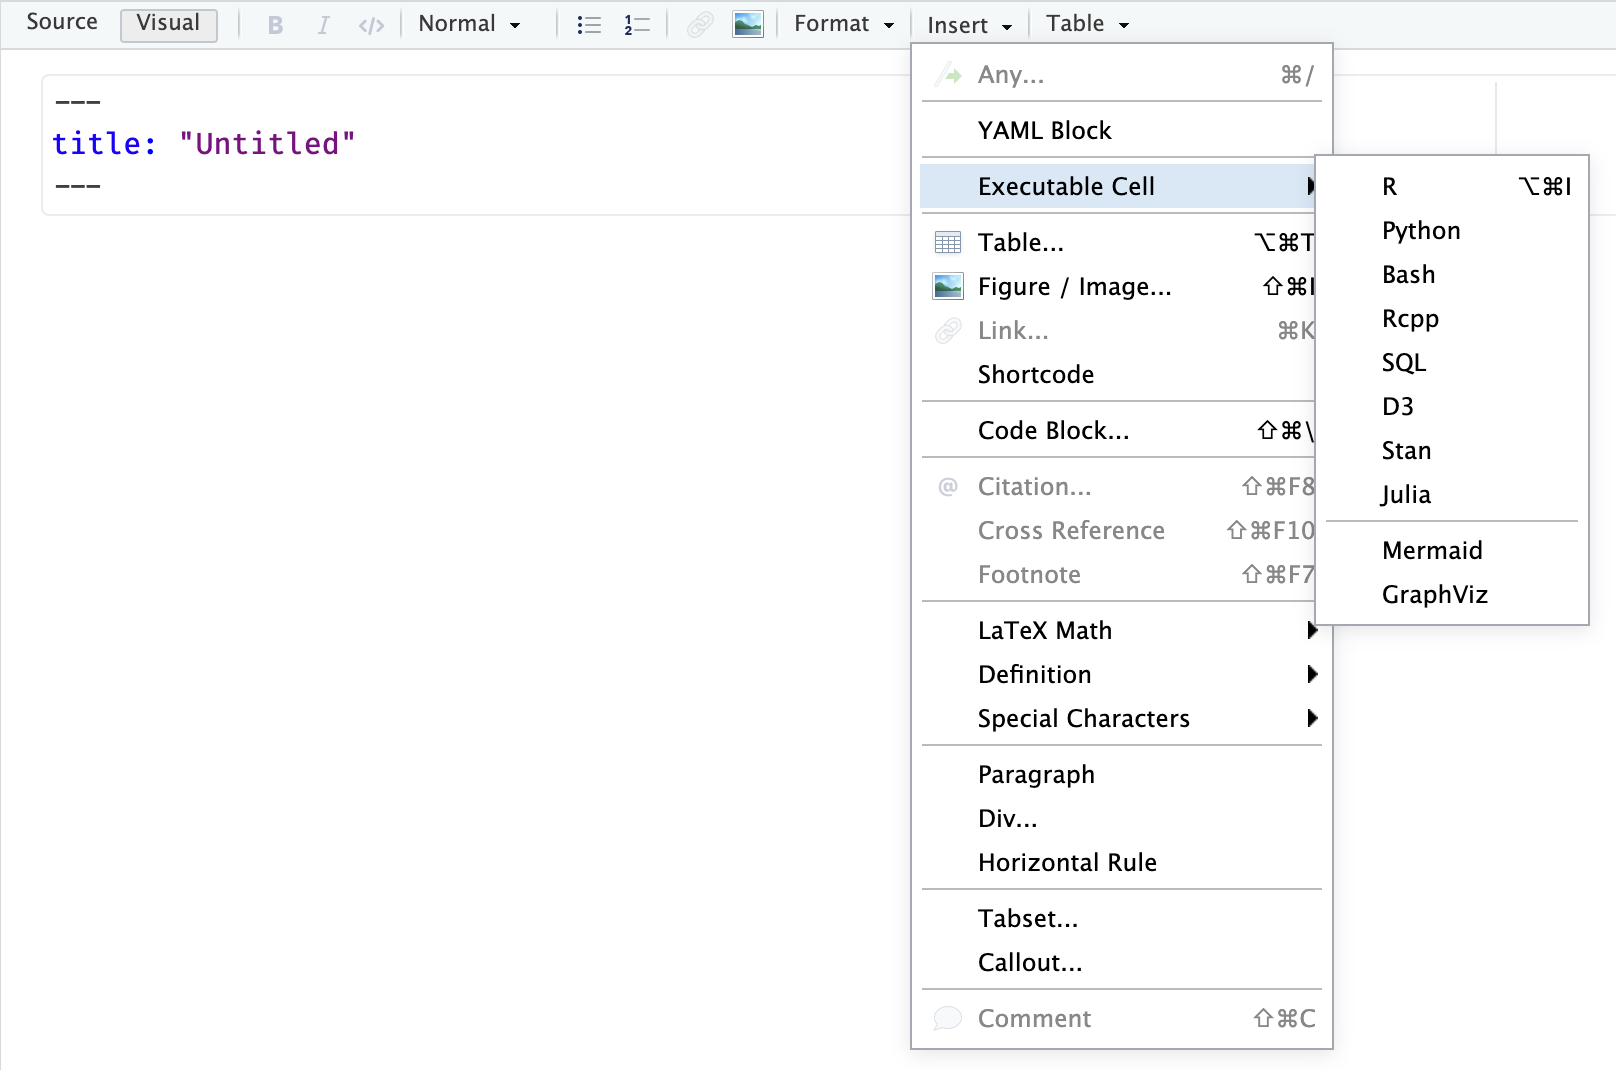 Source Visual B I </> Normal Format Insert Table
---
title: "Untitled"
---
Any... ⌘/
YAML Block
Executable Cell
Table... ⌥⌘T
Figure / Image... ⇧⌘I
Link... ⌘K
Shortcode
Code Block... ⇧⌘\
@ Citation... ⇧⌘F8
Cross Reference ⇧⌘F10
Footnote ⇧⌘F7
LaTeX Math
Definition
Special Characters
Paragraph
Div...
Horizontal Rule
Tabset...
Callout...
Comment ⇧⌘C
R ⌥⌘I
Python
Bash
Rcpp
SQL
D3
Stan
Julia
Mermaid
GraphViz